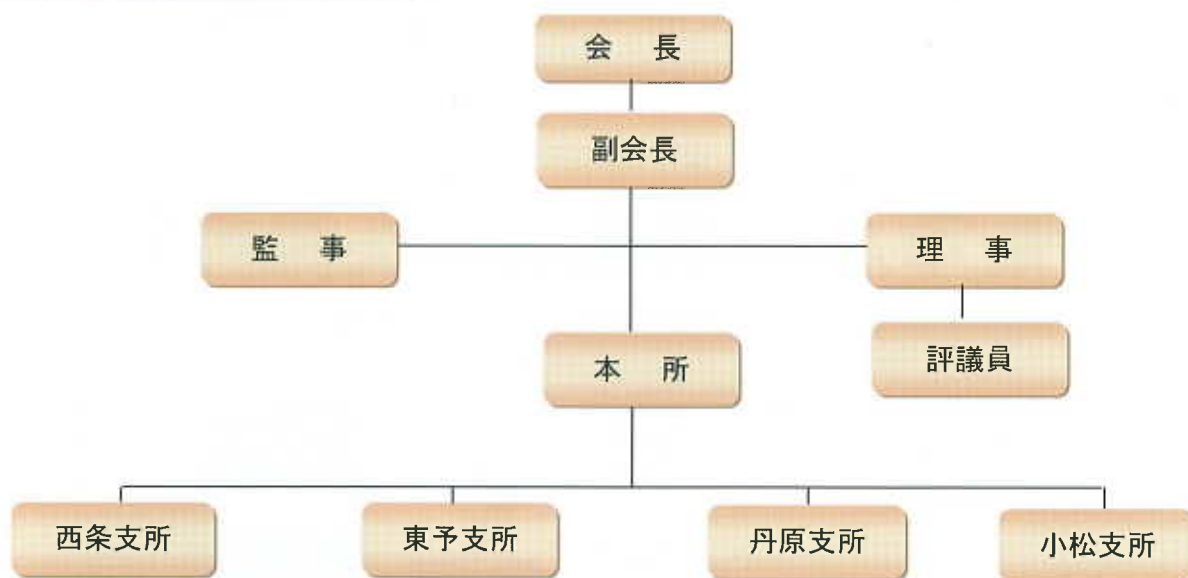 会　長
副会長
監　事
理　事
評議員
本　所
西条支所
東予支所
丹原支所
小松支所